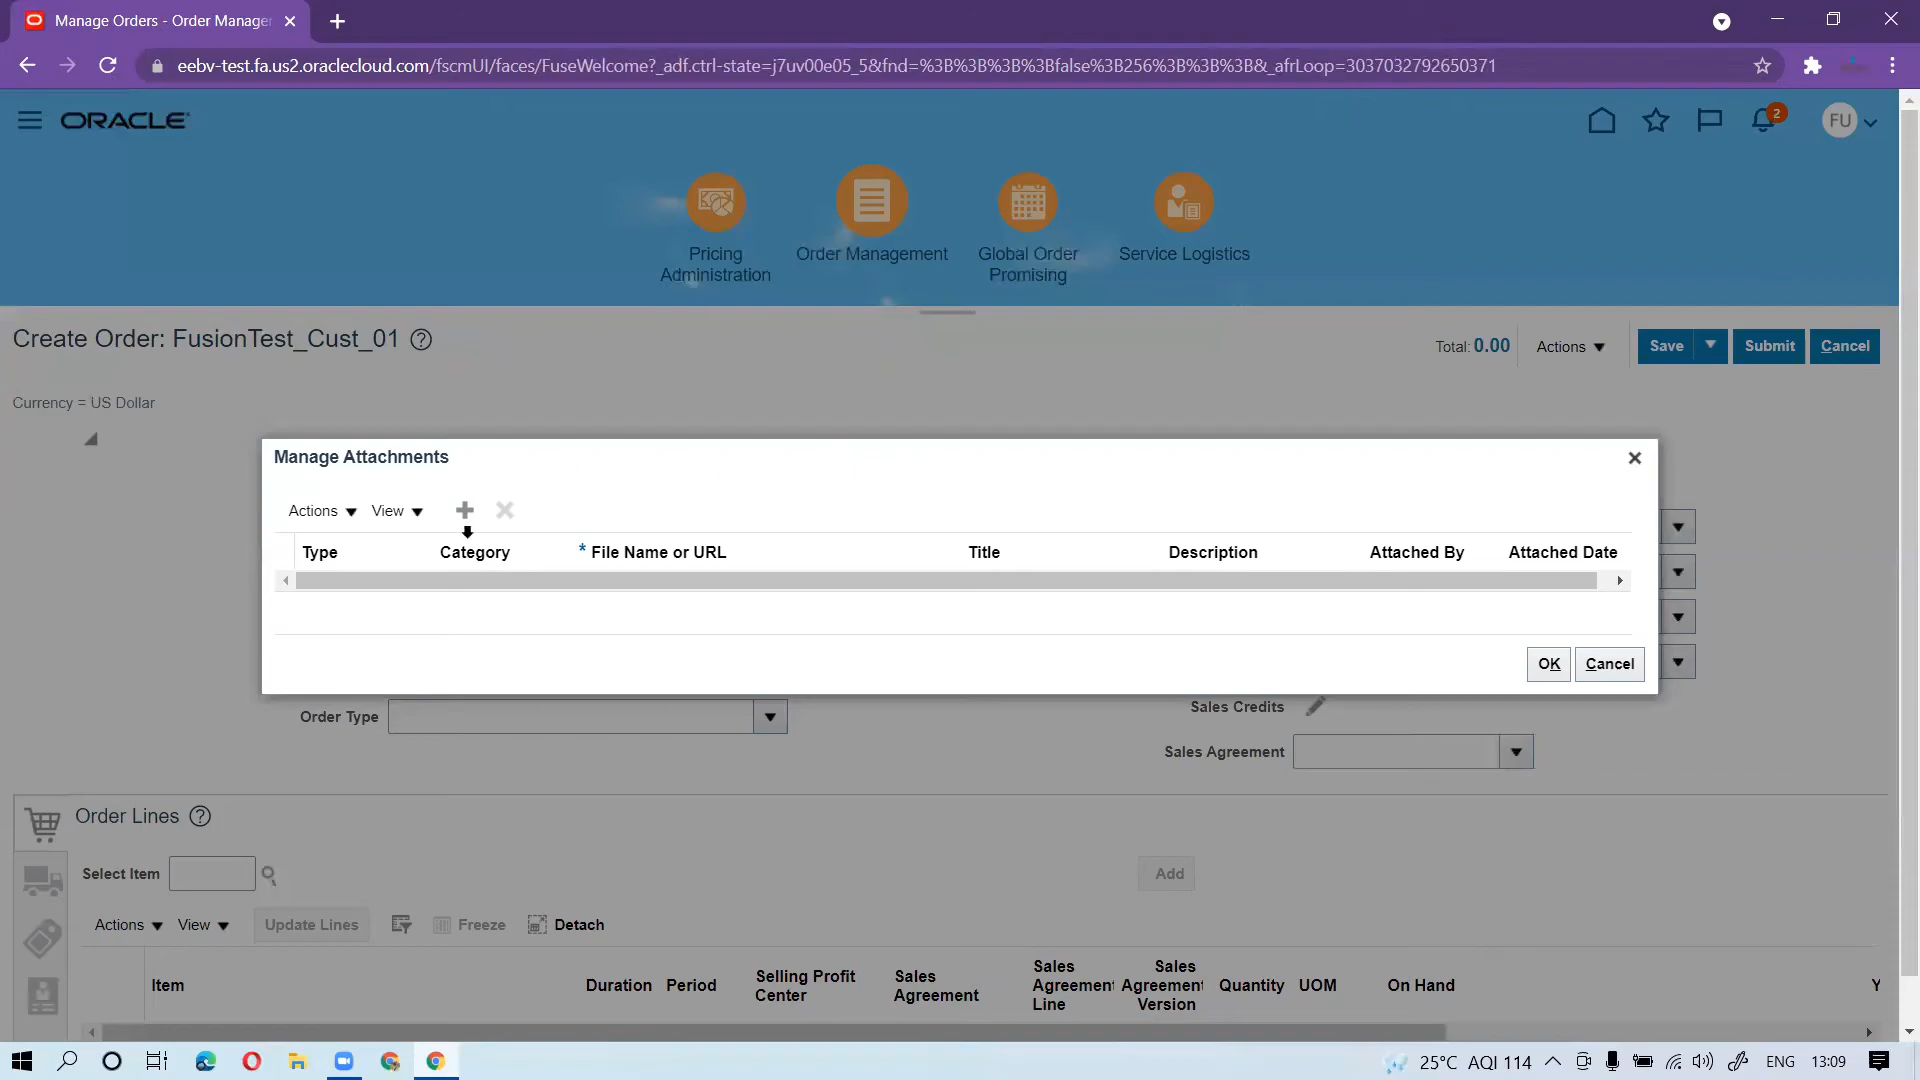 Manage Orders - Order Manager
eebv-test.fa.us2.oraclecloud.com/fscmUI/faces/FuseWelcome?_adf.ctrl-state=j7uv00e05_5&fnd=%3B%3B%3B%3Bfalse%3B256%3B%3B%3B&_afrLoop=3037032792650371
ORACLE
2
FU
Pricing Administration
Order Management
Global Order Promising
Service Logistics
Create Order: FusionTest_Cust_01 ?
Total: 0.00
Actions
Save
Submit
Cancel
Currency = US Dollar
Manage Attachments
Actions View
Type Category * File Name or URL Title Description Attached By Attached Date
OK Cancel
Order Type
Sales Credits
Sales Agreement
Order Lines ?
Select Item
Add
Actions View Update Lines Freeze Detach
Item Duration Period Selling Profit Center Sales Agreement Sales Agreement Line Sales Agreement Version Quantity UOM On Hand Y
25°C AQI 114 ENG 13:09